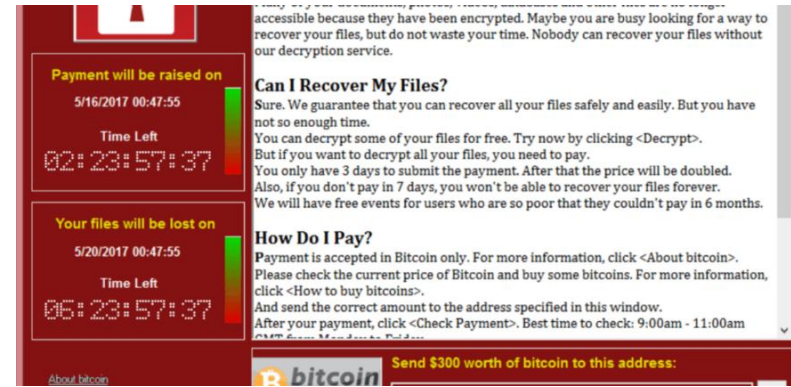 Payment will be raised on
5/16/2017 00:47:55
Time Left
02:23:57:37
Your files will be lost on
5/20/2017 00:47:55
Time Left
06:23:57:37
About bitcoin
accessible because they have been encrypted. Maybe you are busy looking for a way to
recover your files, but do not waste your time. Nobody can recover your files without
our decryption service.
Can I Recover My Files?
Sure. We guarantee that you can recover all your files safely and easily. But you have
not so enough time.
You can decrypt some of your files for free. Try now by clicking <Decrypt>.
But if you want to decrypt all your files, you need to pay.
You only have 3 days to submit the payment. After that the price will be doubled.
Also, if you don't pay in 7 days, you won't be able to recover your files forever.
We will have free events for users who are so poor that they couldn't pay in 6 months.
How Do I Pay?
Payment is accepted in Bitcoin only. For more information, click <About bitcoin>.
Please check the current price of Bitcoin and buy some bitcoins. For more information,
click <How to buy bitcoins>.
And send the correct amount to the address specified in this window.
After your payment, click <Check Payment>. Best time to check: 9:00am - 11:00am
GMT from Monday to Friday.
bitcoin
Send $300 worth of bitcoin to this address: